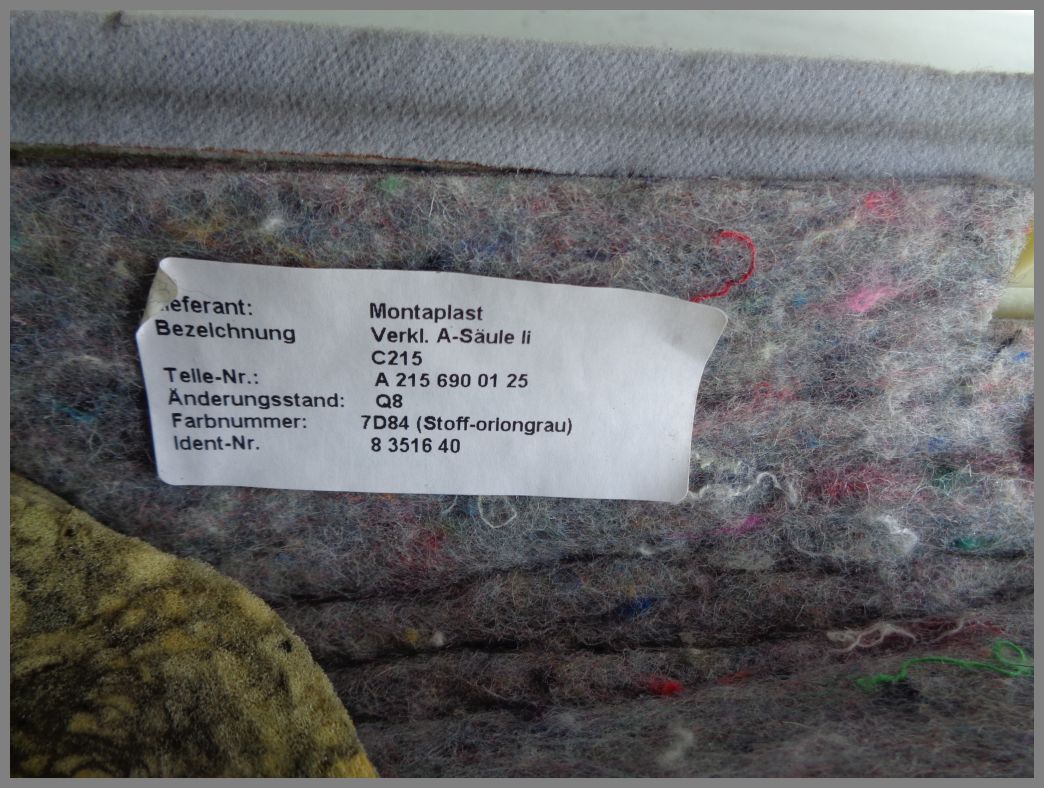 Lieferant: Montaplast
Bezeichnung Verkl. A-Säule li
C215
Teile-Nr.: A 215 690 01 25
Änderungsstand: Q8
Farbnummer: 7D84 (Stoff-oriongrau)
Ident-Nr. 8 3516 40